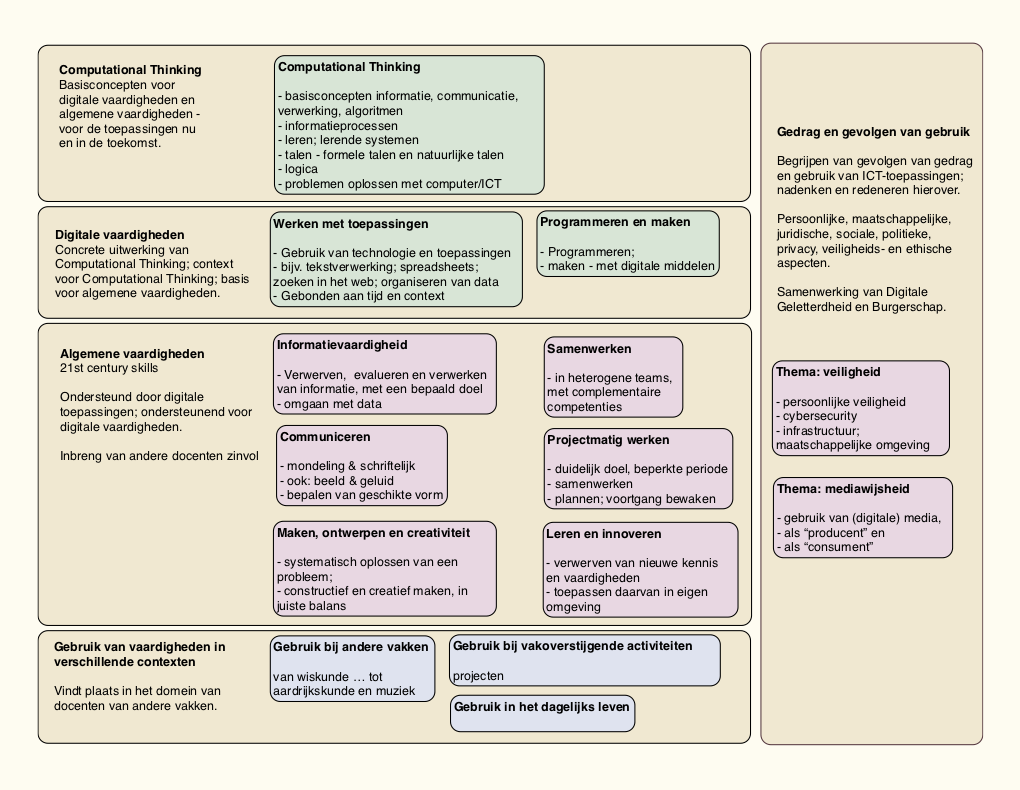 Computational Thinking
Basisconcepten voor
digitale vaardigheden en
algemene vaardigheden -
voor de toepassingen nu
en in de toekomst.
Computational Thinking
- basisconcepten informatie, communicatie,
verwerking, algoritmen
- informatieprocessen
- leren; lerende systemen
- talen - formele talen en natuurlijke talen
- logica
- problemen oplossen met computer/ICT
Digitale vaardigheden
Concrete uitwerking van
Computational Thinking; context
voor Computational Thinking; basis
voor algemene vaardigheden.
Werken met toepassingen
- Gebruik van technologie en toepassingen
- bijv. tekstverwerking; spreadsheets;
zoeken in het web; organiseren van data
- Gebonden aan tijd en context
Programmeren en maken
- Programmeren;
- maken - met digitale middelen
Algemene vaardigheden
21st century skills
Ondersteund door digitale
toepassingen; ondersteunend voor
digitale vaardigheden.
Inbreng van andere docenten zinvol
Informatievaardigheid
- Verwerven, evalueren en verwerken
van informatie, met een bepaald doel
- omgaan met data
Samenwerken
- in heterogene teams,
met complementaire
competenties
Communiceren
- mondeling & schriftelijk
- ook: beeld & geluid
- bepalen van geschikte vorm
Projectmatig werken
- duidelijk doel, beperkte periode
- samenwerken
- plannen; voortgang bewaken
Maken, ontwerpen en creativiteit
- systematisch oplossen van een
probleem;
- constructief en creatief maken, in
juiste balans
Leren en innoveren
- verwerven van nieuwe kennis
en vaardigheden
- toepassen daarvan in eigen
omgeving
Gebruik van vaardigheden in
verschillende contexten
Vindt plaats in het domein van
docenten van andere vakken.
Gebruik bij andere vakken
van wiskunde … tot
aardrijkskunde en muziek
Gebruik bij vakoverstijgende activiteiten
projecten
Gebruik in het dagelijks leven
Gedrag en gevolgen van gebruik
Begrijpen van gevolgen van gedrag
en gebruik van ICT-toepassingen;
nadenken en redeneren hierover.
Persoonlijke, maatschappelijke,
juridische, sociale, politieke,
privacy, veiligheids- en ethische
aspecten.
Samenwerking van Digitale
Geletterdheid en Burgerschap.
Thema: veiligheid
- persoonlijke veiligheid
- cybersecurity
- infrastructuur;
maatschappelijke omgeving
Thema: mediawijsheid
- gebruik van (digitale) media,
- als “producent” en
- als “consument”